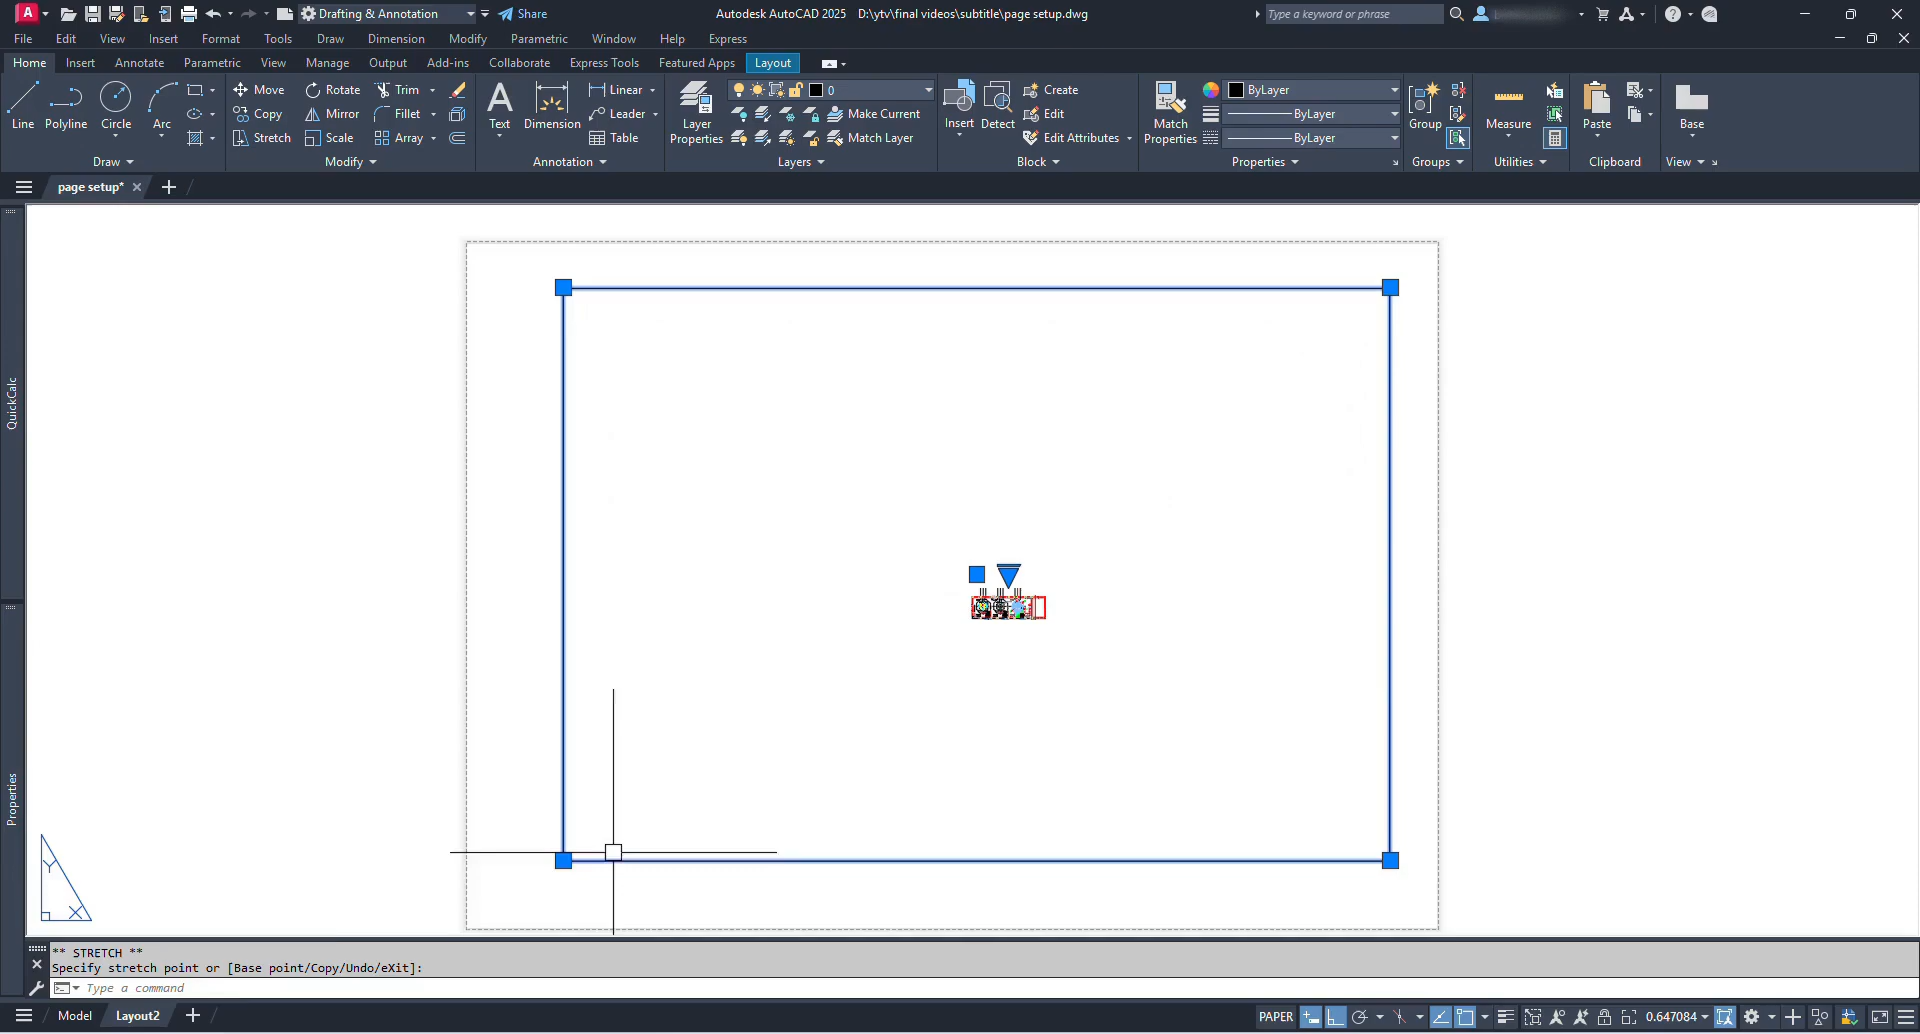 A Drafting & Annotation Share Autodesk AutoCAD 2025 D:\ytv\final videos\subtitle\page setup.dwg Type a keyword or phrase
File Edit View Insert Format Tools Draw Dimension Modify Parametric Window Help Express
Home Insert Annotate Parametric View Manage Output Add-ins Collaborate Express Tools Featured Apps Layout
Move Rotate Trim Linear 0 Create ByLayer
Line Polyline Circle Arc Copy Mirror Fillet Text Dimension Leader Layer Properties Make Current Insert Detect Edit Match Properties ByLayer Group Measure Paste Base
Stretch Scale Array Table Match Layer Edit Attributes ByLayer
Draw Modify Annotation Layers Block Properties Groups Utilities Clipboard View
page setup*
QuickCalc
Properties
Y
X
** STRETCH **
Specify stretch point or [Base point/Copy/Undo/eXit]:
Type a command
Model Layout2 PAPER 0.647084